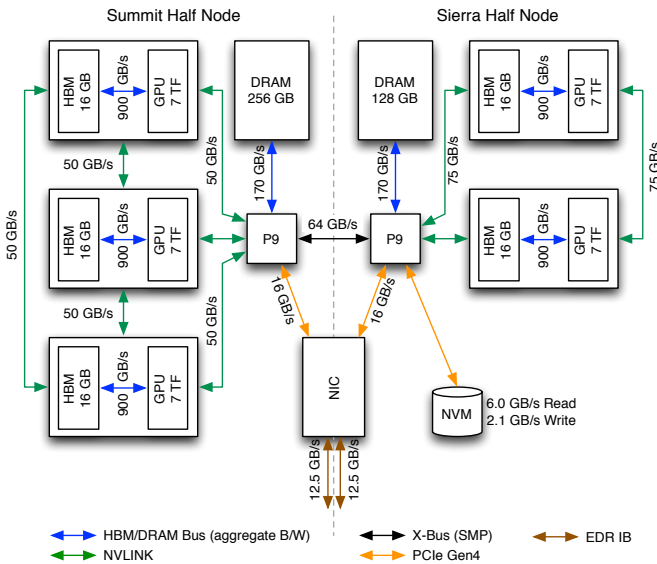 Summit Half Node
Sierra Half Node
HBM
16 GB
900 GB/s
GPU
7 TF
DRAM
256 GB
DRAM
128 GB
HBM
16 GB
900 GB/s
GPU
7 TF
50 GB/s
50 GB/s
170 GB/s
170 GB/s
75 GB/s
75 GB/s
50 GB/s
HBM
16 GB
900 GB/s
GPU
7 TF
P9
64 GB/s
P9
HBM
16 GB
900 GB/s
GPU
7 TF
50 GB/s
50 GB/s
16 GB/s
16 GB/s
HBM
16 GB
900 GB/s
GPU
7 TF
NIC
NVM
6.0 GB/s Read
2.1 GB/s Write
12.5 GB/s
12.5 GB/s
HBM/DRAM Bus (aggregate B/W)
NVLINK
X-Bus (SMP)
PCIe Gen4
EDR IB